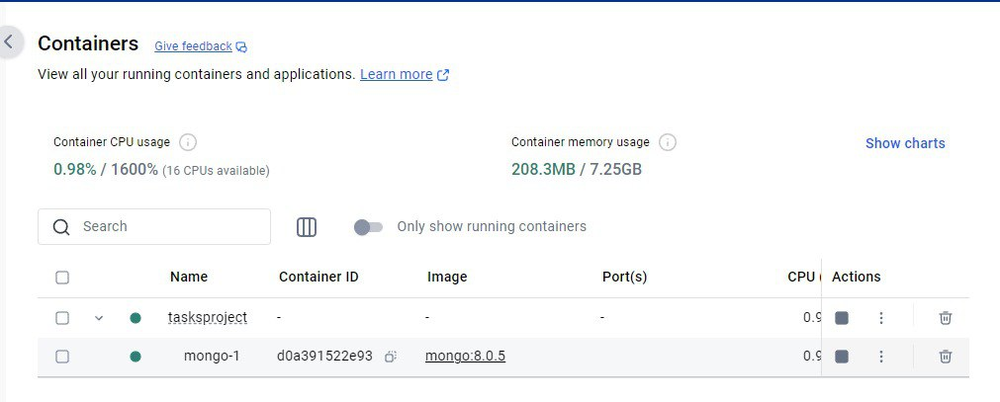 Containers Give feedback
View all your running containers and applications. Learn more
Container CPU usage Container memory usage Show charts
0.98% / 1600% (16 CPUs available) 208.3MB / 7.25GB
Search Only show running containers
Name Container ID Image Port(s) CPU ( Actions
tasksproject - - - 0.9
mongo-1 d0a391522e93 mongo:8.0.5 0.9